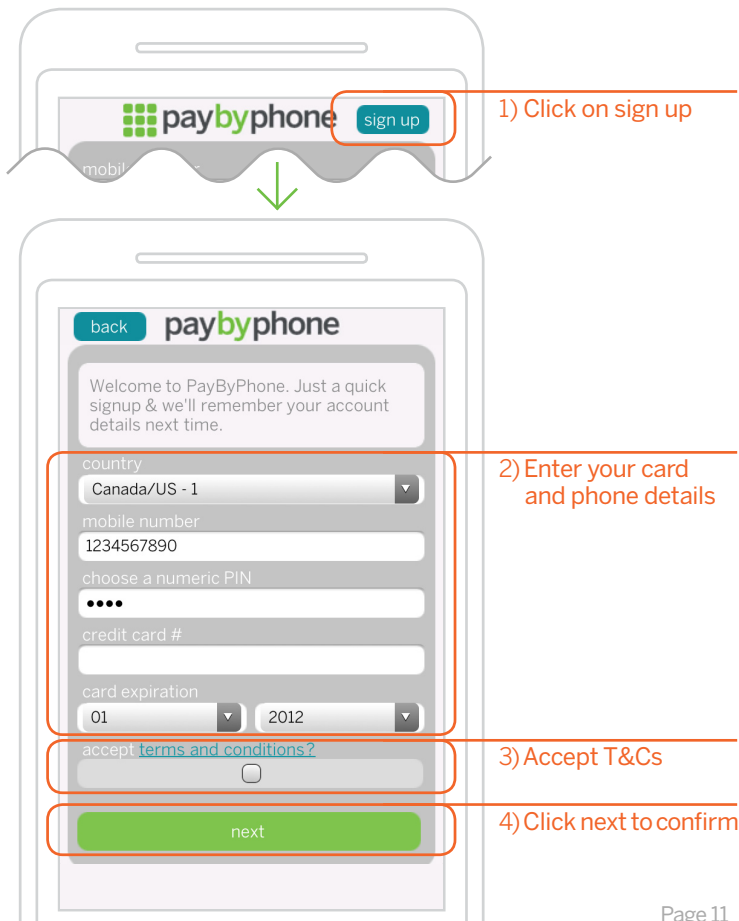 paybyphone
sign up
1) Click on sign up
back
paybyphone
Welcome to PayByPhone. Just a quick
signup & we'll remember your account
details next time.
country
Canada/US - 1
2) Enter your card
and phone details
mobile number
1234567890
choose a numeric PIN
••••
credit card #
card expiration
01
2012
accept terms and conditions?
3) Accept T&Cs
next
4) Click next to confirm
Page 11